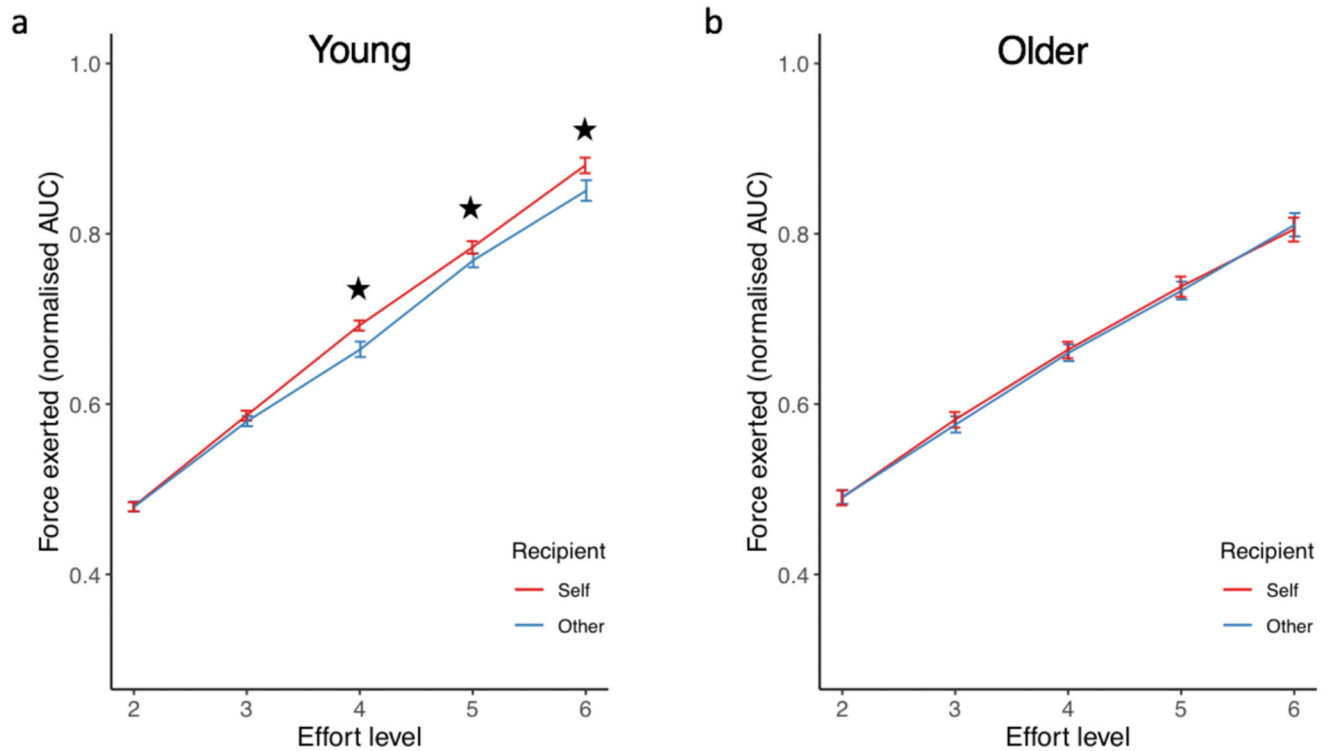 a
Young
Force exerted (normalised AUC)
1.0
0.8
0.6
0.4
Recipient
Self
Other
2 3 4 5 6
Effort level
b
Older
Force exerted (normalised AUC)
1.0
0.8
0.6
0.4
Recipient
Self
Other
2 3 4 5 6
Effort level